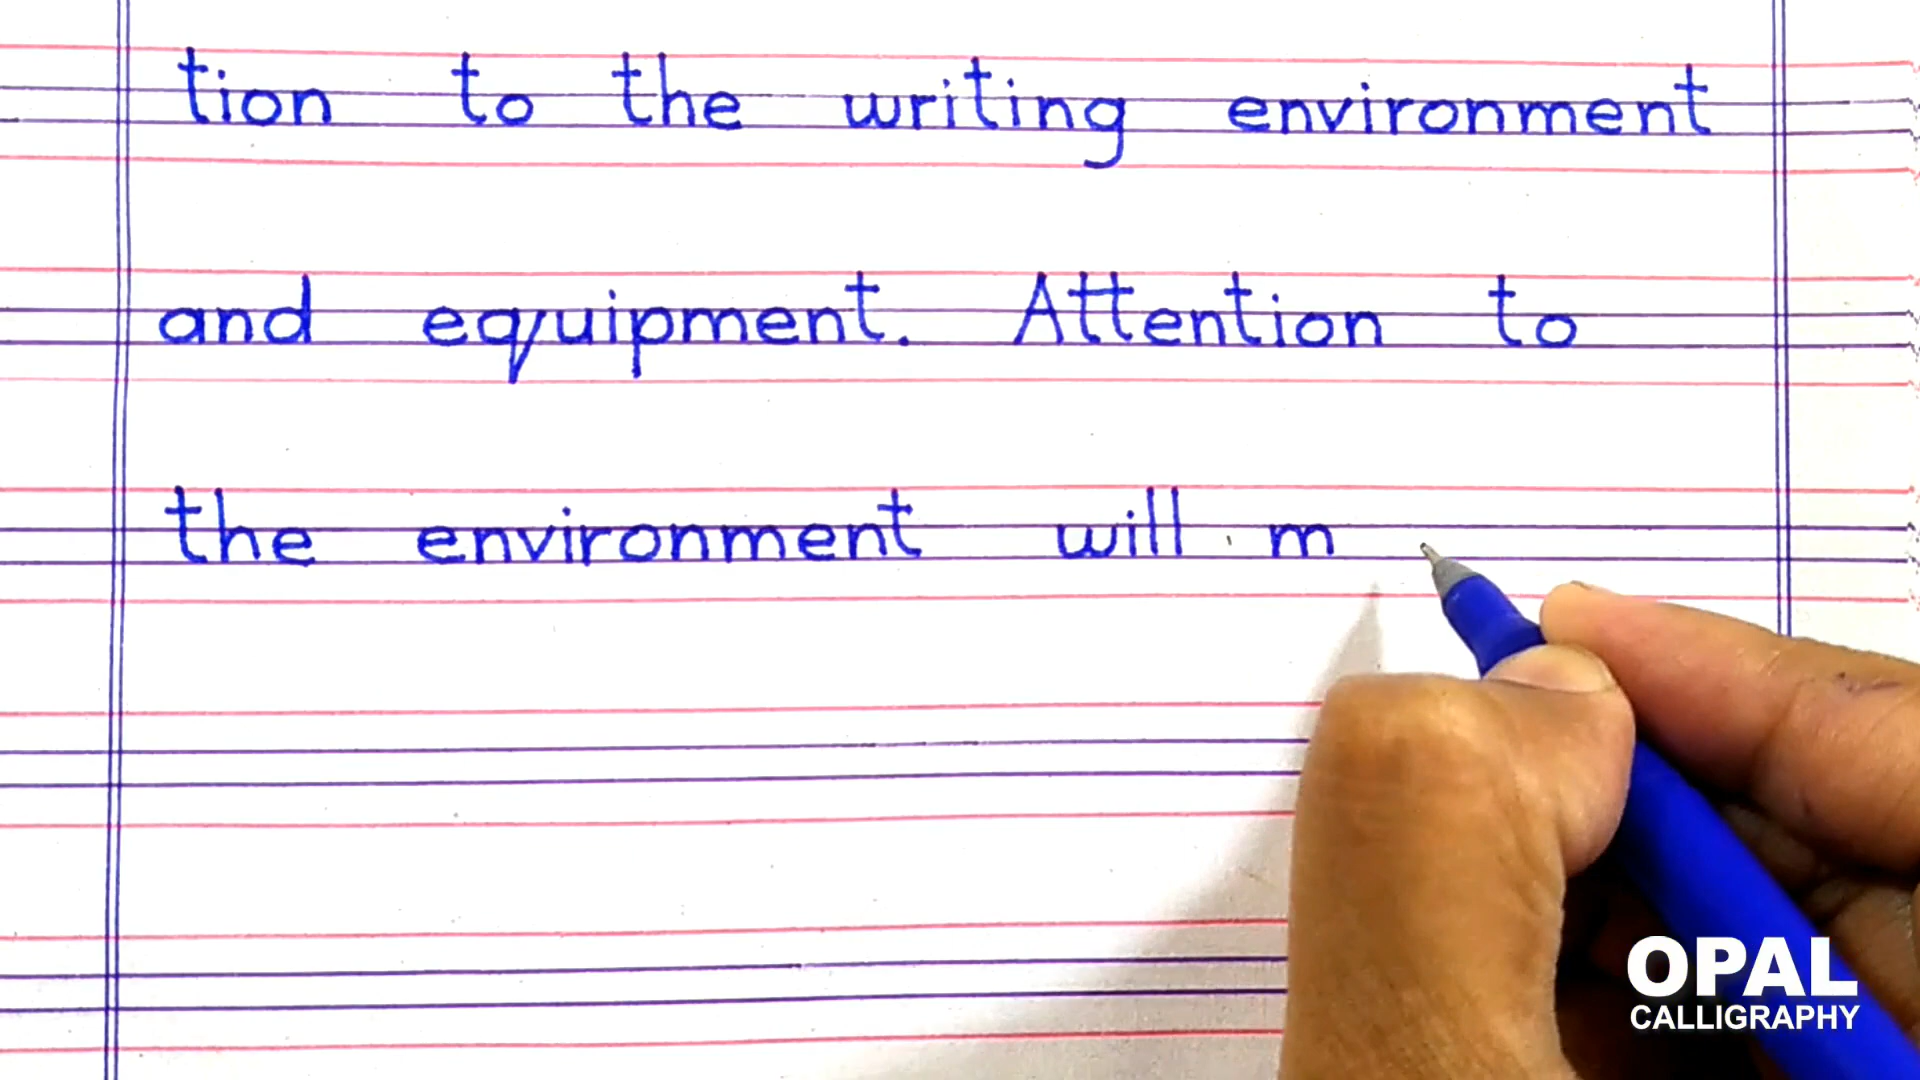 tion to the writing environment
and equipment. Attention to
the environment will m
OPAL
CALLIGRAPHY